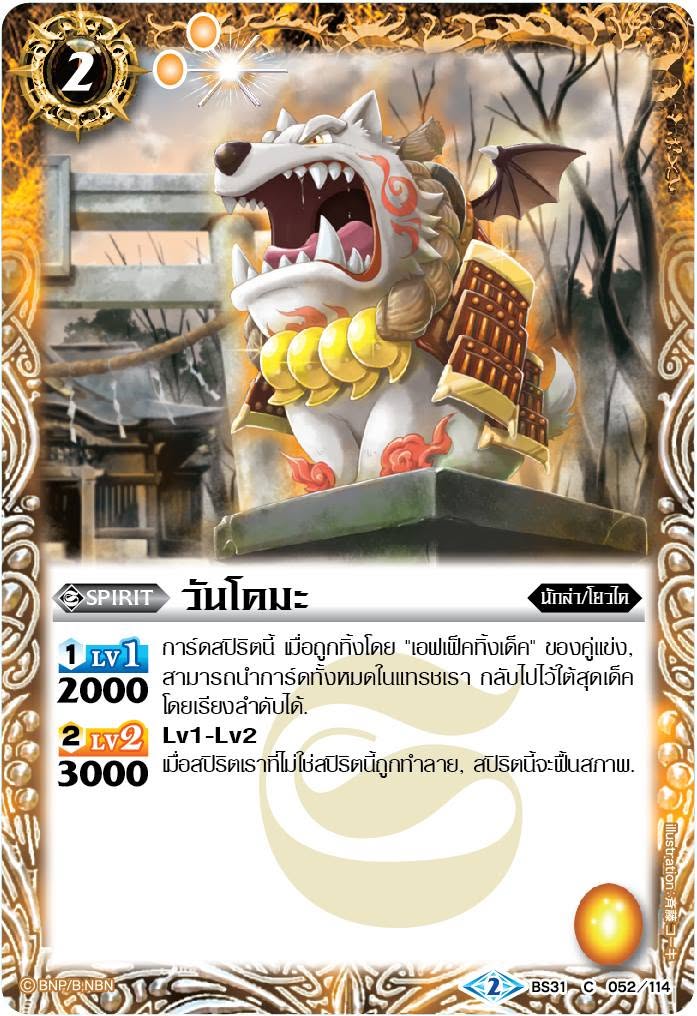 2
SPIRIT
วันโคมะ
นักล่า/โยวไค
1 LV1
2000
การ์ดสปิริตนี้ เมื่อถูกทิ้งโดย "เอฟเฟ็คทิ้งเด็ค" ของคู่แข่ง,
สามารถนำการ์ดทั้งหมดในแทรชเรา กลับไปไว้ใต้สุดเด็ค
โดยเรียงลำดับได้.
2 LV2
3000
Lv1-Lv2
เมื่อสปิริตเราที่ไม่ใช่สปิริตนี้ถูกทำลาย, สปิริตนี้จะฟื้นสภาพ.
illustration:斉藤コーキ
©BNP/B,NBN
2
BS31 C 052/114